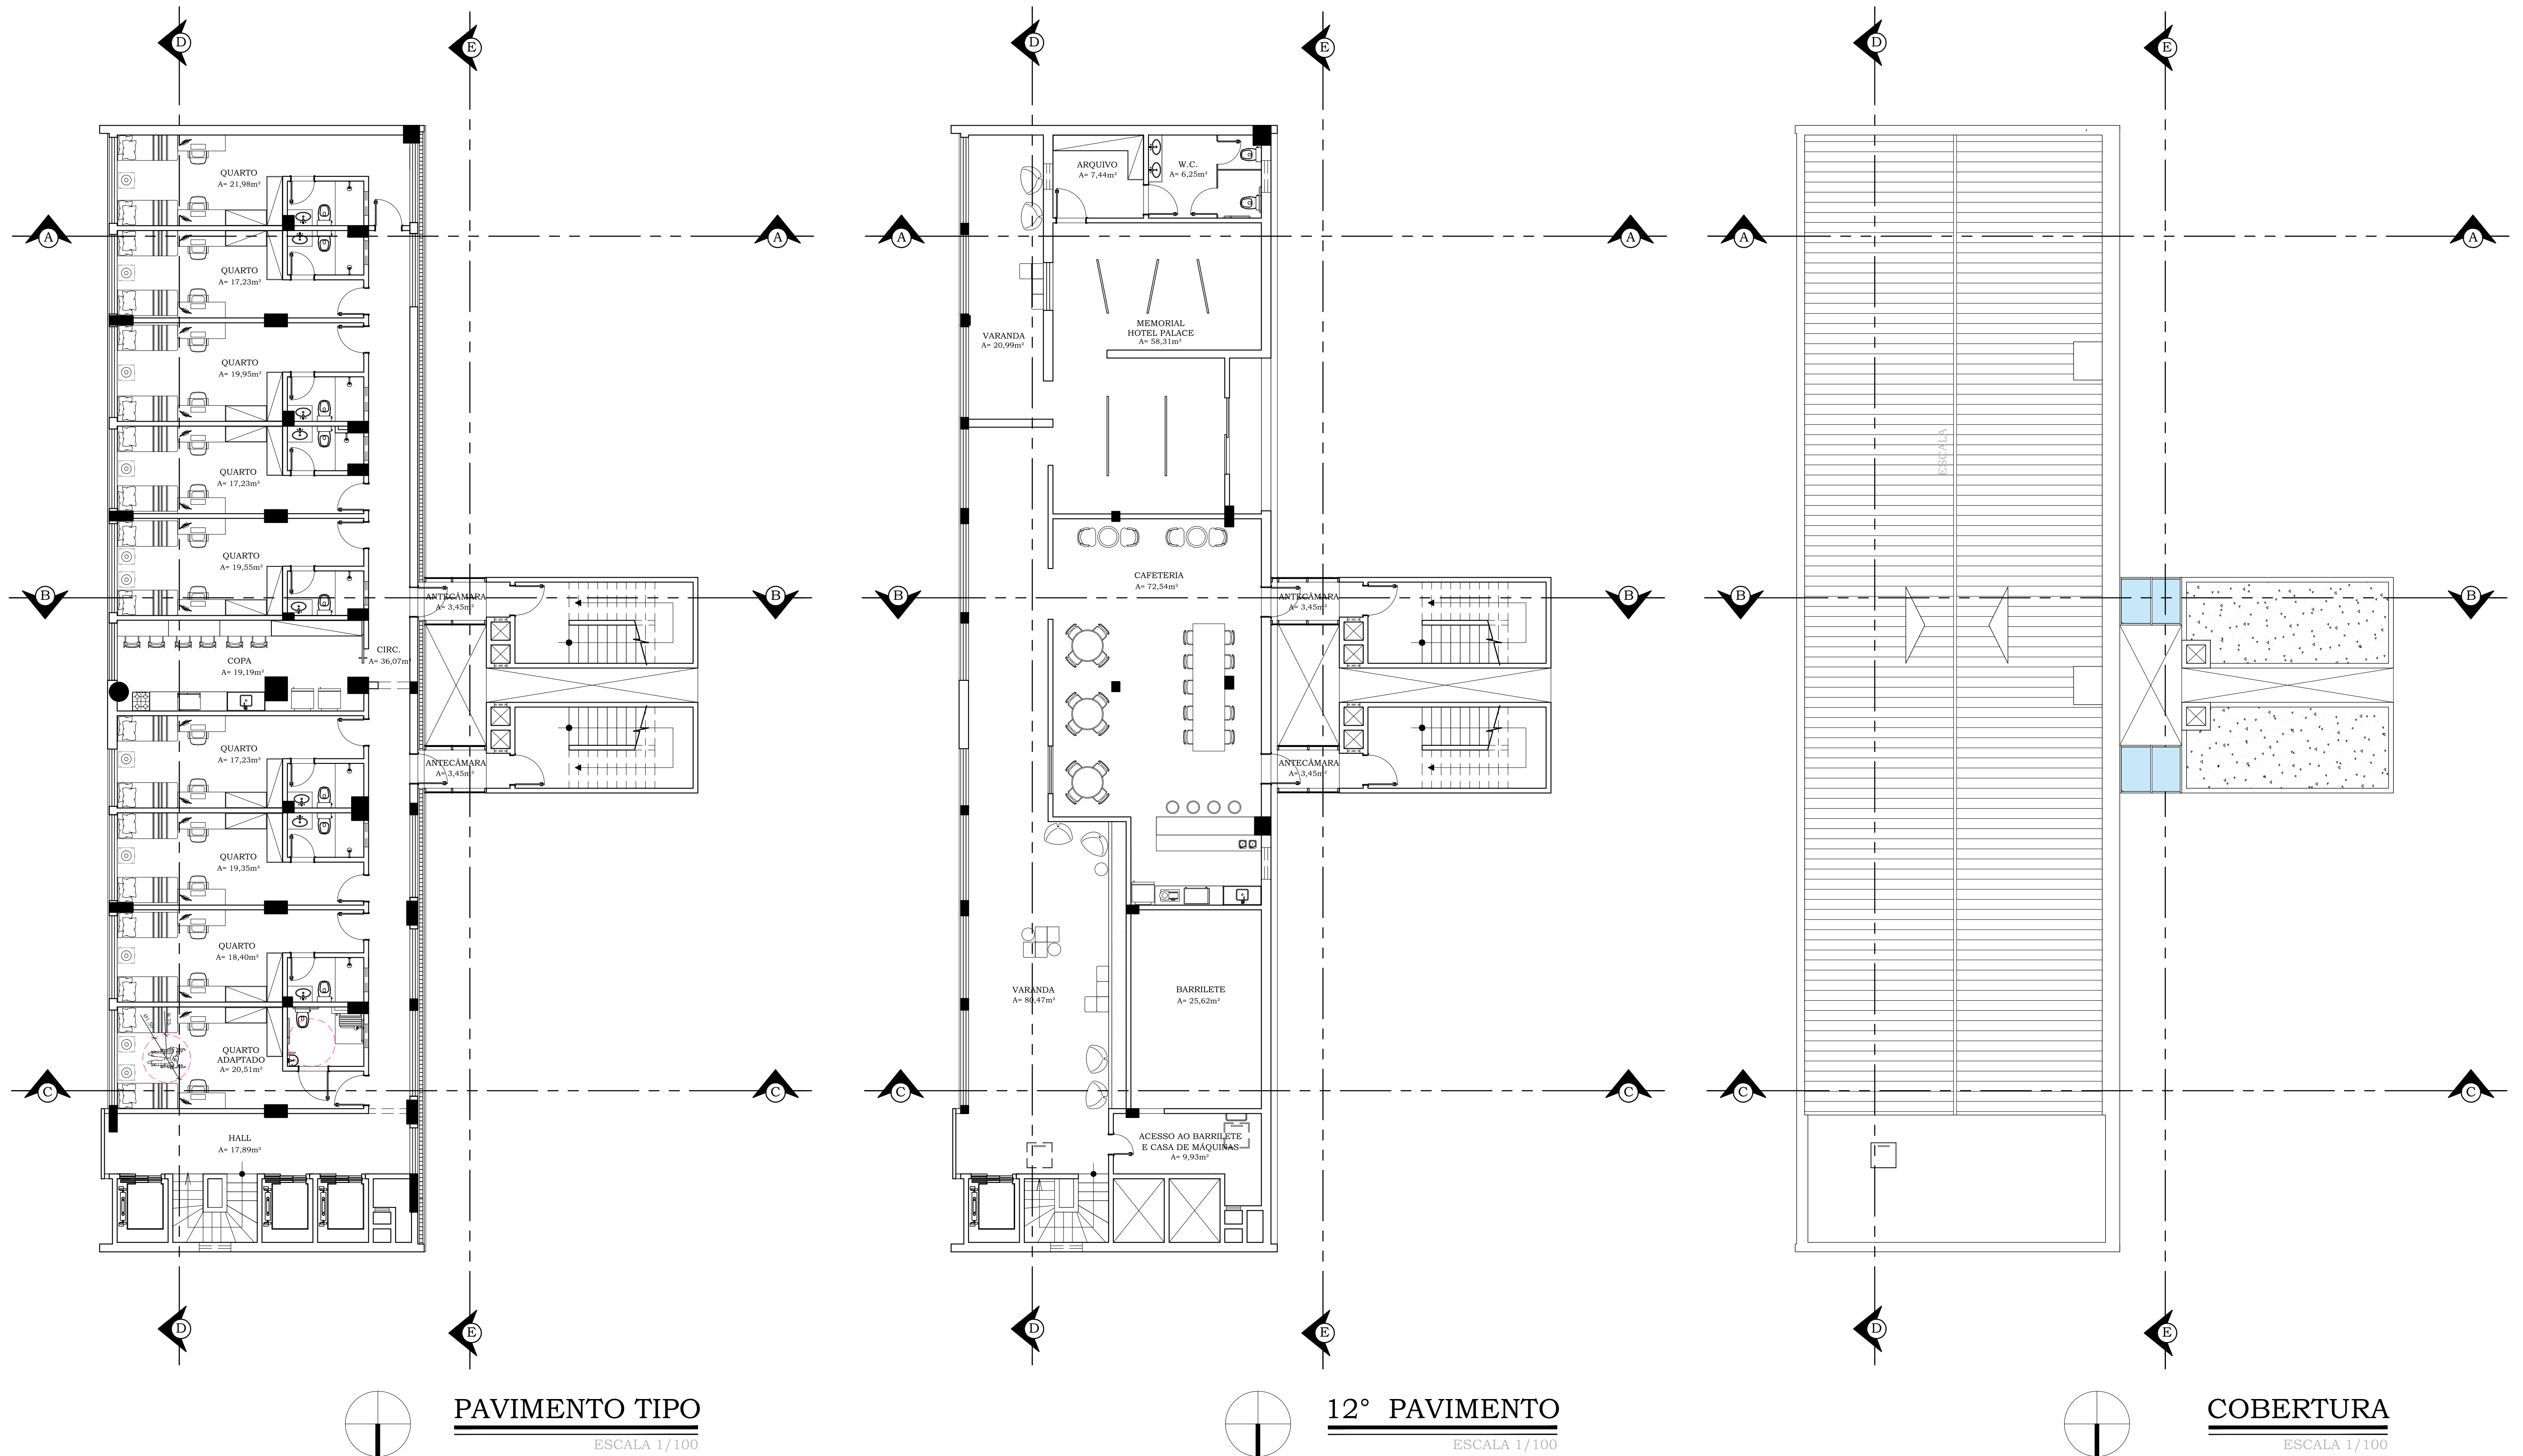 D
E
D
E
D
E
QUARTO
A= 21,98m²
A
A
QUARTO
A= 17,23m²
QUARTO
A= 19,95m²
QUARTO
A= 17,23m²
QUARTO
A= 19,55m²
B
B
ANTECÂMARA
A= 3,45m²
COPA
A= 19,19m²
CIRC.
A= 36,07m²
QUARTO
A= 17,23m²
ANTECÂMARA
A= 3,45m²
QUARTO
A= 19,35m²
QUARTO
A= 18,40m²
QUARTO
ADAPTADO
A= 20,51m²
C
C
HALL
A= 17,89m²
D
E
PAVIMENTO TIPO
ESCALA 1/100
ARQUIVO
A= 7,44m²
W.C.
A= 6,25m²
A
A
MEMORIAL
HOTEL PALACE
A= 58,31m²
VARANDA
A= 20,99m²
CAFETERIA
A= 72,54m²
B
B
ANTECÂMARA
A= 3,45m²
ANTECÂMARA
A= 3,45m²
VARANDA
A= 80,47m²
BARRILETE
A= 25,62m²
C
C
ACESSO AO BARRILETE
E CASA DE MÁQUINAS
A= 9,93m²
D
E
12° PAVIMENTO
ESCALA 1/100
A
A
ESCALA
B
B
C
C
D
E
COBERTURA
ESCALA 1/100